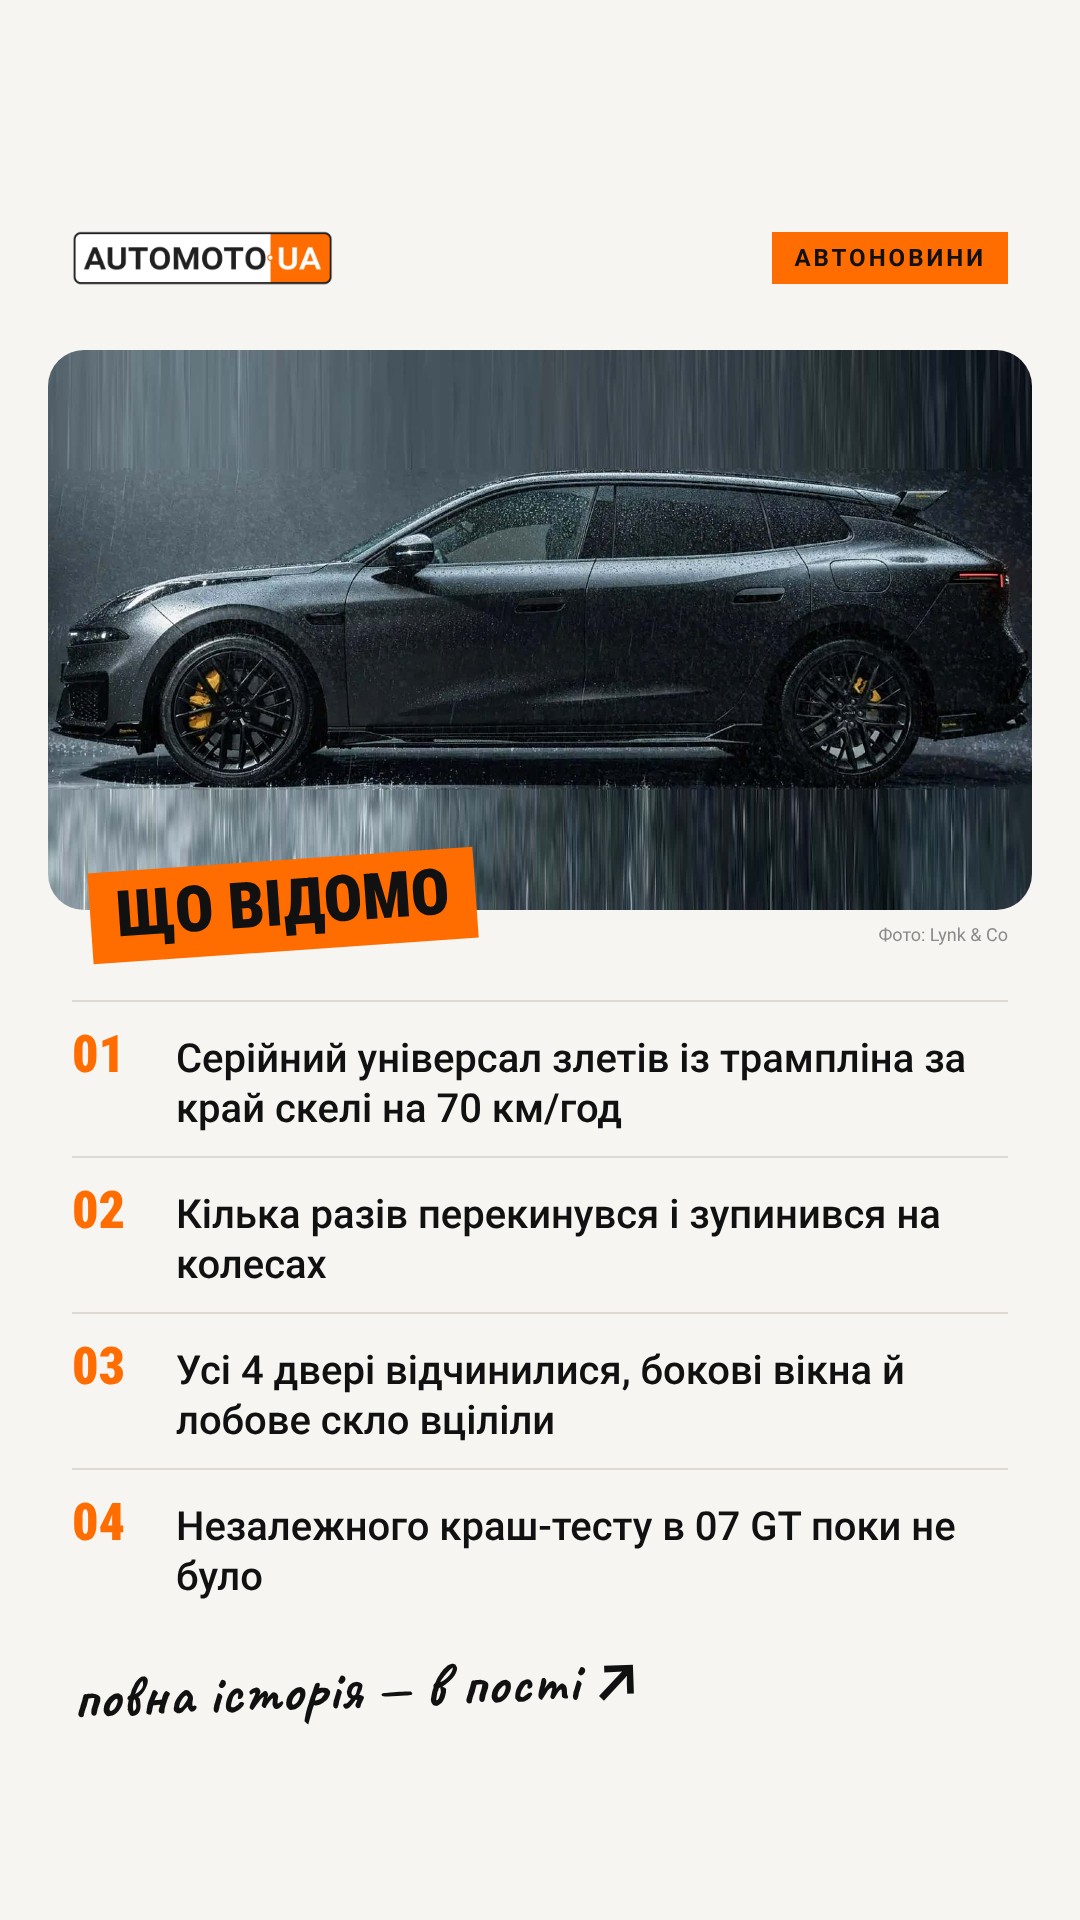 AUTOMOTO UA
АВТОНОВИНИ
ЩО ВІДОМО
Фото: Lynk & Co
01
Серійний універсал злетів із трампліна за
край скелі на 70 км/год
02
Кілька разів перекинувся і зупинився на
колесах
03
Усі 4 двері відчинилися, бокові вікна й
лобове скло вціліли
04
Незалежного краш-тесту в 07 GT поки не
було
повна історія — в пості ↗